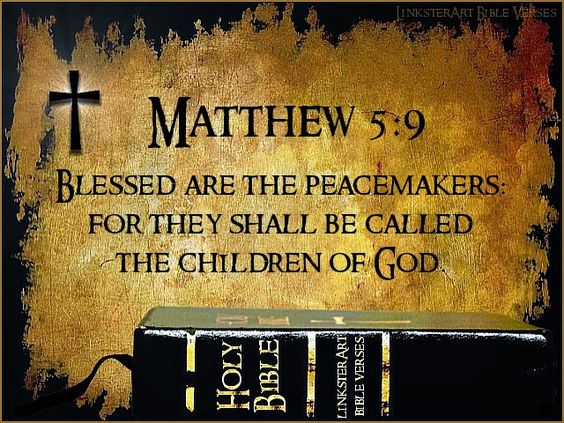 LinksterArt Bible Verses
Matthew 5:9
Blessed are the peacemakers:
for they shall be called
the children of God.
Holy
Bible
LinksterArt
Bible Verses